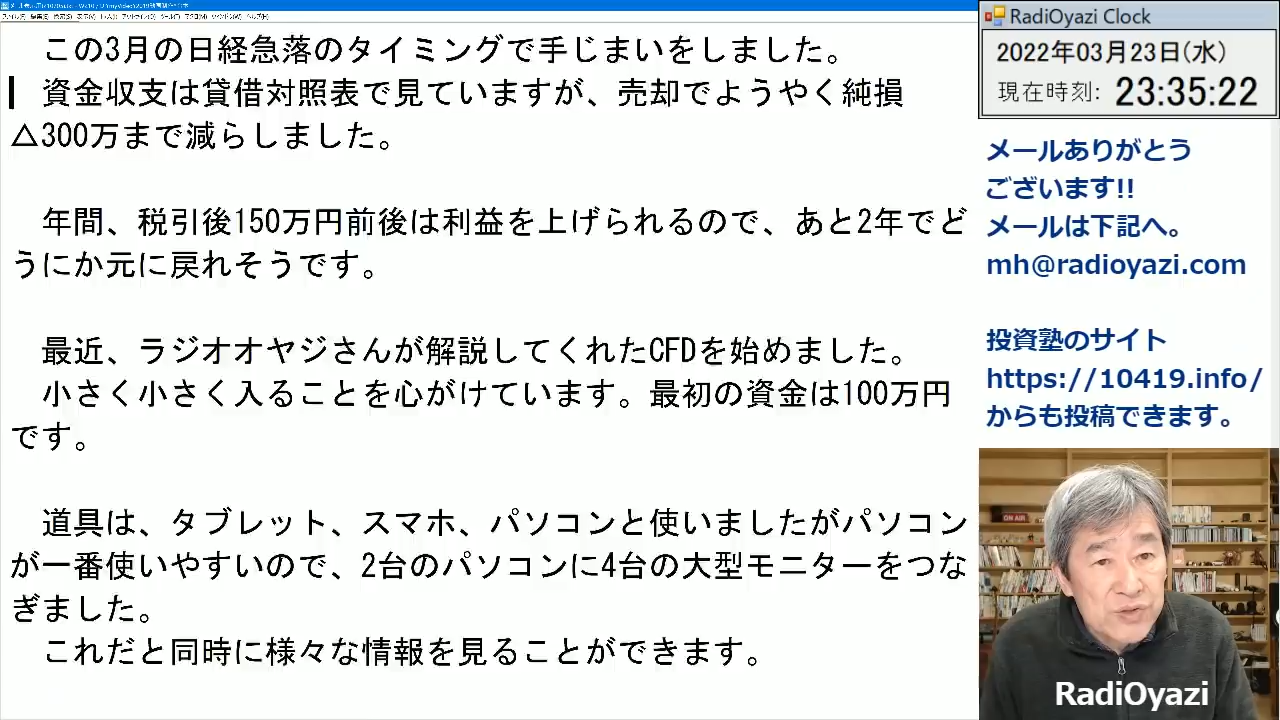 この3月の日経急落のタイミングで手じまいをしました。
資金収支は貸借対照表で見ていますが、売却でようやく純損
△300万まで減らしました。
年間、税引後150万円前後は利益を上げられるので、あと2年でど
うにか元に戻れそうです。
最近、ラジオオヤジさんが解説してくれたCFDを始めました。
小さく小さく入ることを心がけています。最初の資金は100万円
です。
道具は、タブレット、スマホ、パソコンと使いましたがパソコン
が一番使いやすいので、2台のパソコンに4台の大型モニターをつな
ぎました。
これだと同時に様々な情報を見ることができます。
RadiOyazi Clock
2022年03月23日(水)
現在時刻: 23:35:22
メールありがとう
ございます!!
メールは下記へ。
mh@radioyazi.com
投資塾のサイト
https://10419.info/
からも投稿できます。
ON AIR
RadiOyazi